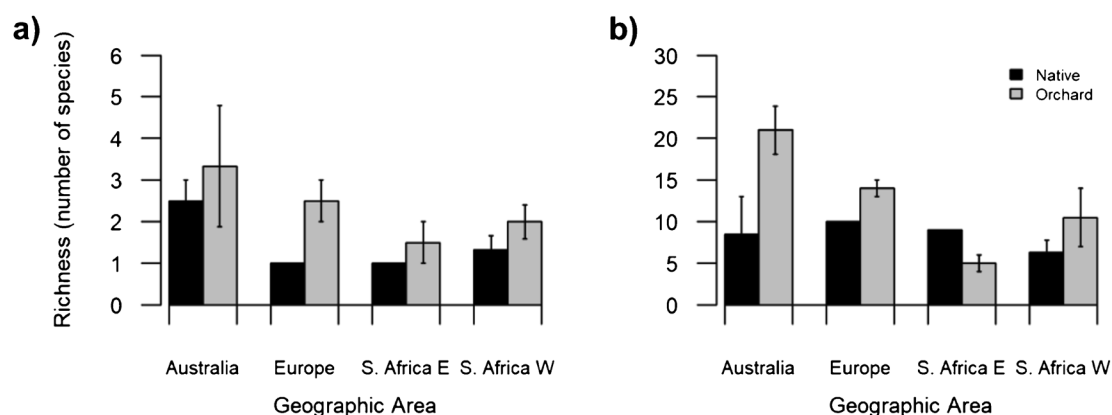 a)
Richness (number of species)
6
5
4
3
2
1
0
Australia Europe S. Africa E S. Africa W
Geographic Area
b)
30
25
20
15
10
5
0
Native
Orchard
Australia Europe S. Africa E S. Africa W
Geographic Area